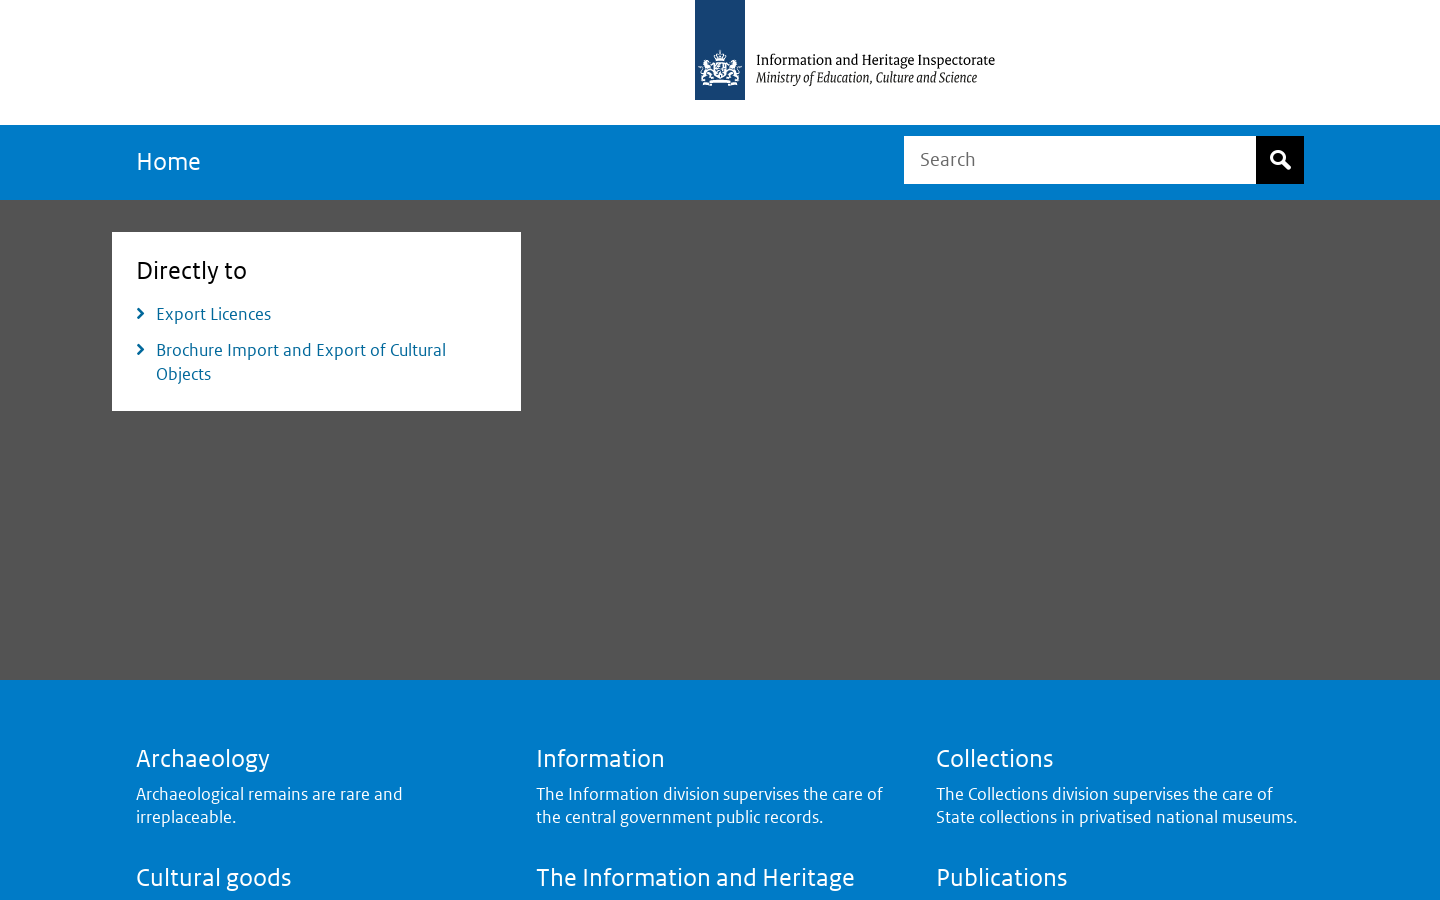 Information and Heritage Inspectorate
Ministry of Education, Culture and Science
Home
Search
Directly to
Export Licences
Brochure Import and Export of Cultural
Objects
Archaeology
Archaeological remains are rare and
irreplaceable.
Information
The Information division supervises the care of
the central government public records.
Collections
The Collections division supervises the care of
State collections in privatised national museums.
Cultural goods
The Information and Heritage
Publications